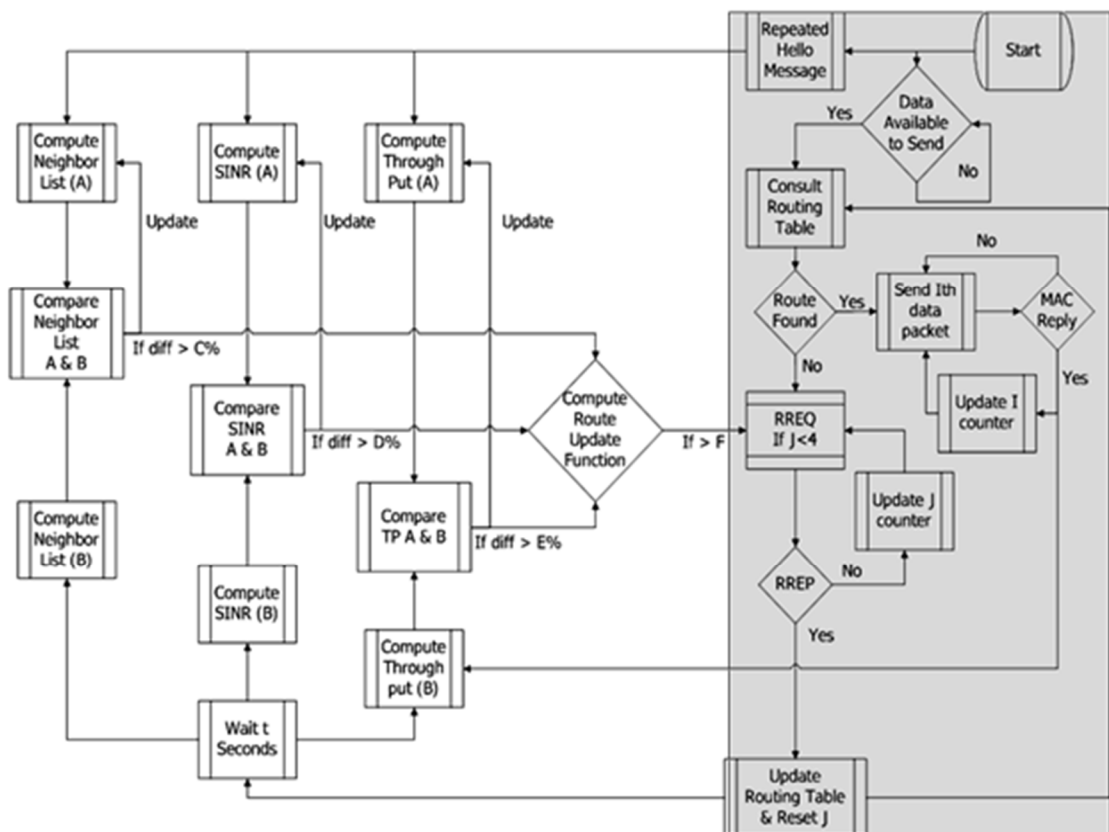 Repeated
Hello
Message
Start
Data
Available
to Send
Yes
No
Compute
Neighbor
List (A)
Compute
SINR (A)
Compute
Through
Put (A)
Consult
Routing
Table
Update
Update
Update
No
Compare
Neighbor
List
A & B
Route
Found
Yes
Send Ith
data
packet
MAC
Reply
If diff > C%
No
Yes
Compare
SINR
A & B
If diff > D%
Compute
Route
Update
Function
If > F
RREQ
If J<4
Update I
counter
Compute
Neighbor
List (B)
Compare
TP A & B
If diff > E%
Update J
counter
Compute
SINR (B)
RREP
No
Yes
Compute
Through
put (B)
Wait t
Seconds
Update
Routing Table
& Reset J